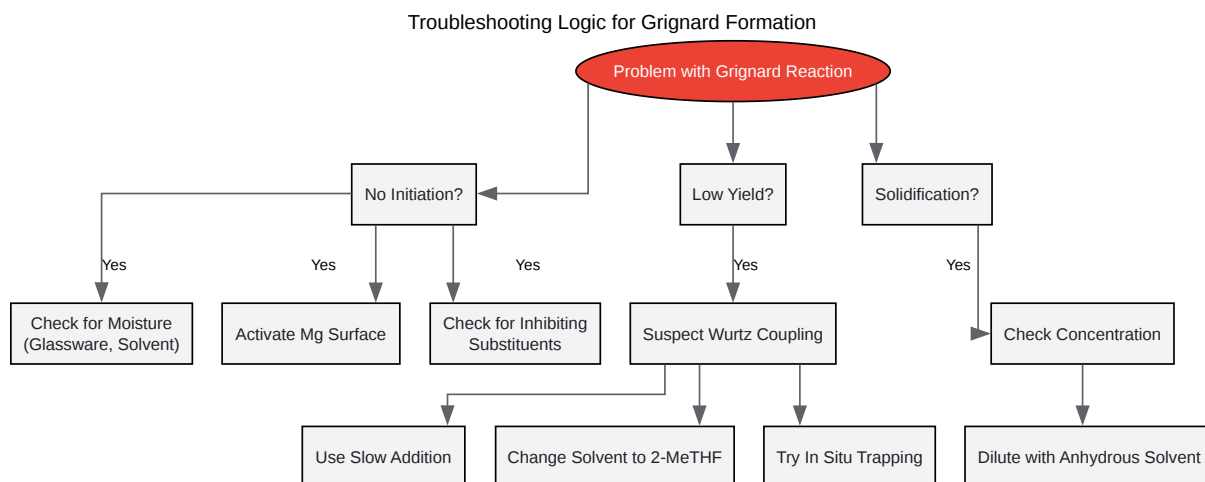 Troubleshooting Logic for Grignard Formation
Problem with Grignard Reaction
No Initiation?
Low Yield?
Solidification?
Yes
Yes
Yes
Yes
Yes
Check for Moisture
(Glassware, Solvent)
Activate Mg Surface
Check for Inhibiting
Substituents
Suspect Wurtz Coupling
Check Concentration
Use Slow Addition
Change Solvent to 2-MeTHF
Try In Situ Trapping
Dilute with Anhydrous Solvent